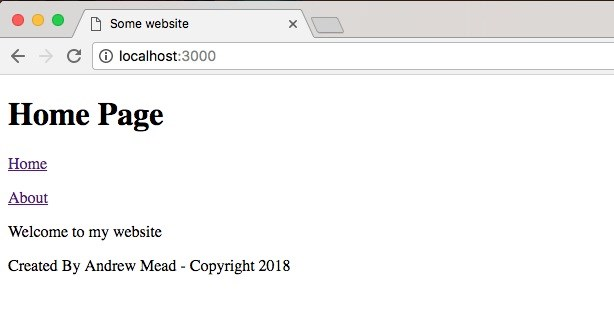 Some website
localhost:3000
Home Page
Home
About
Welcome to my website
Created By Andrew Mead - Copyright 2018